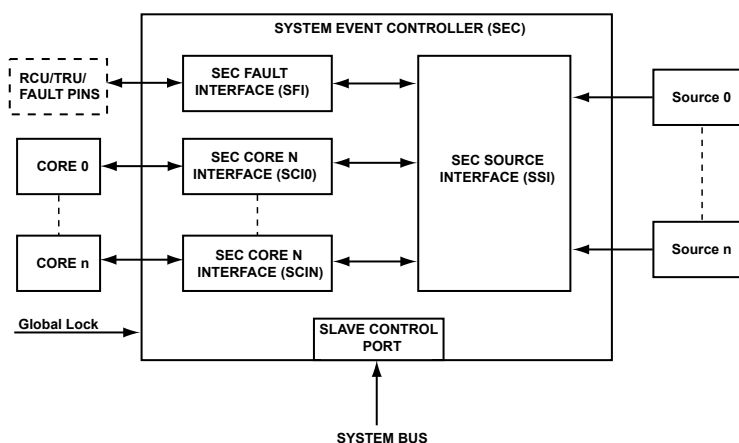 SYSTEM EVENT CONTROLLER (SEC)
RCU/TRU/
FAULT PINS
SEC FAULT
INTERFACE (SFI)
Source 0
CORE 0
SEC CORE N
INTERFACE (SCI0)
SEC SOURCE
INTERFACE (SSI)
CORE n
SEC CORE N
INTERFACE (SCIN)
Source n
Global Lock
SLAVE CONTROL
PORT
SYSTEM BUS